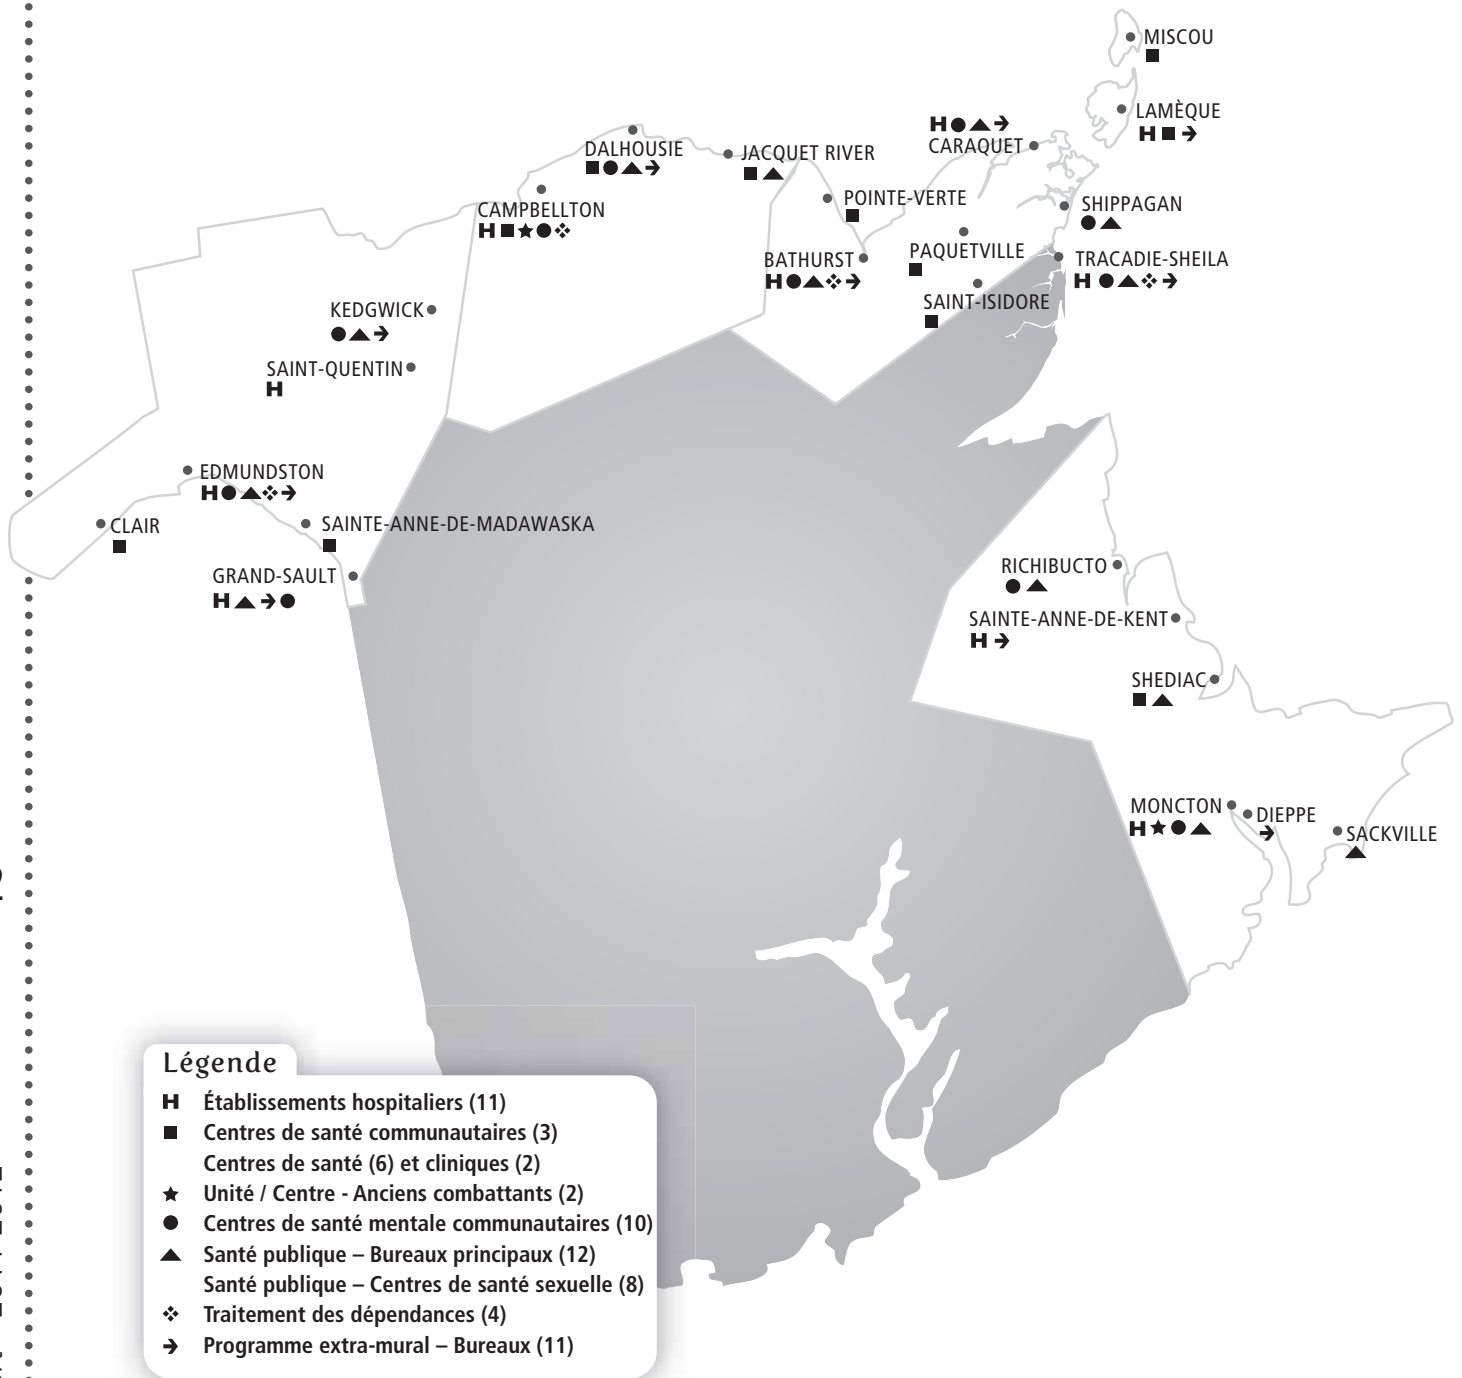 MISCOU
LAMÈQUE
H
H
CARAQUET
DALHOUSIE
JACQUET RIVER
CAMPBELLTON
H
POINTE-VERTE
SHIPPAGAN
PAQUETVILLE
BATHURST
H
TRACADIE-SHEILA
H
SAINT-ISIDORE
KEDGWICK
SAINT-QUENTIN
H
EDMUNDSTON
H
CLAIR
SAINTE-ANNE-DE-MADAWASKA
GRAND-SAULT
H
RICHIBUCTO
SAINTE-ANNE-DE-KENT
H
SHEDIAC
MONCTON
H
DIEPPE
SACKVILLE
Légende
H Établissements hospitaliers (11)
Centres de santé communautaires (3)
Centres de santé (6) et cliniques (2)
Unité / Centre - Anciens combattants (2)
Centres de santé mentale communautaires (10)
Santé publique – Bureaux principaux (12)
Santé publique – Centres de santé sexuelle (8)
Traitement des dépendances (4)
Programme extra-mural – Bureaux (11)